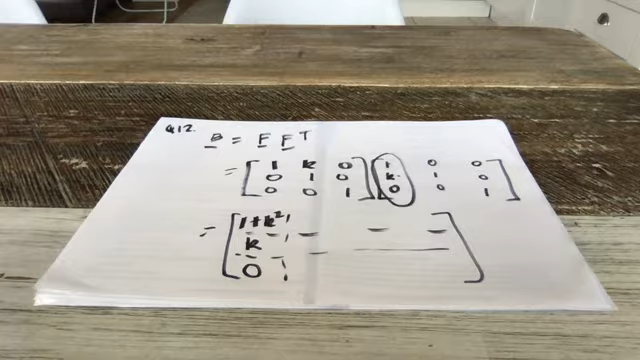 Q12.
B = F F^T
= [ 1 k 0 ] [ 1 0 0 ]
[ 0 1 0 ] [ k 1 0 ]
[ 0 0 1 ] [ 0 0 1 ]
= [ 1+k²
k
0 ]